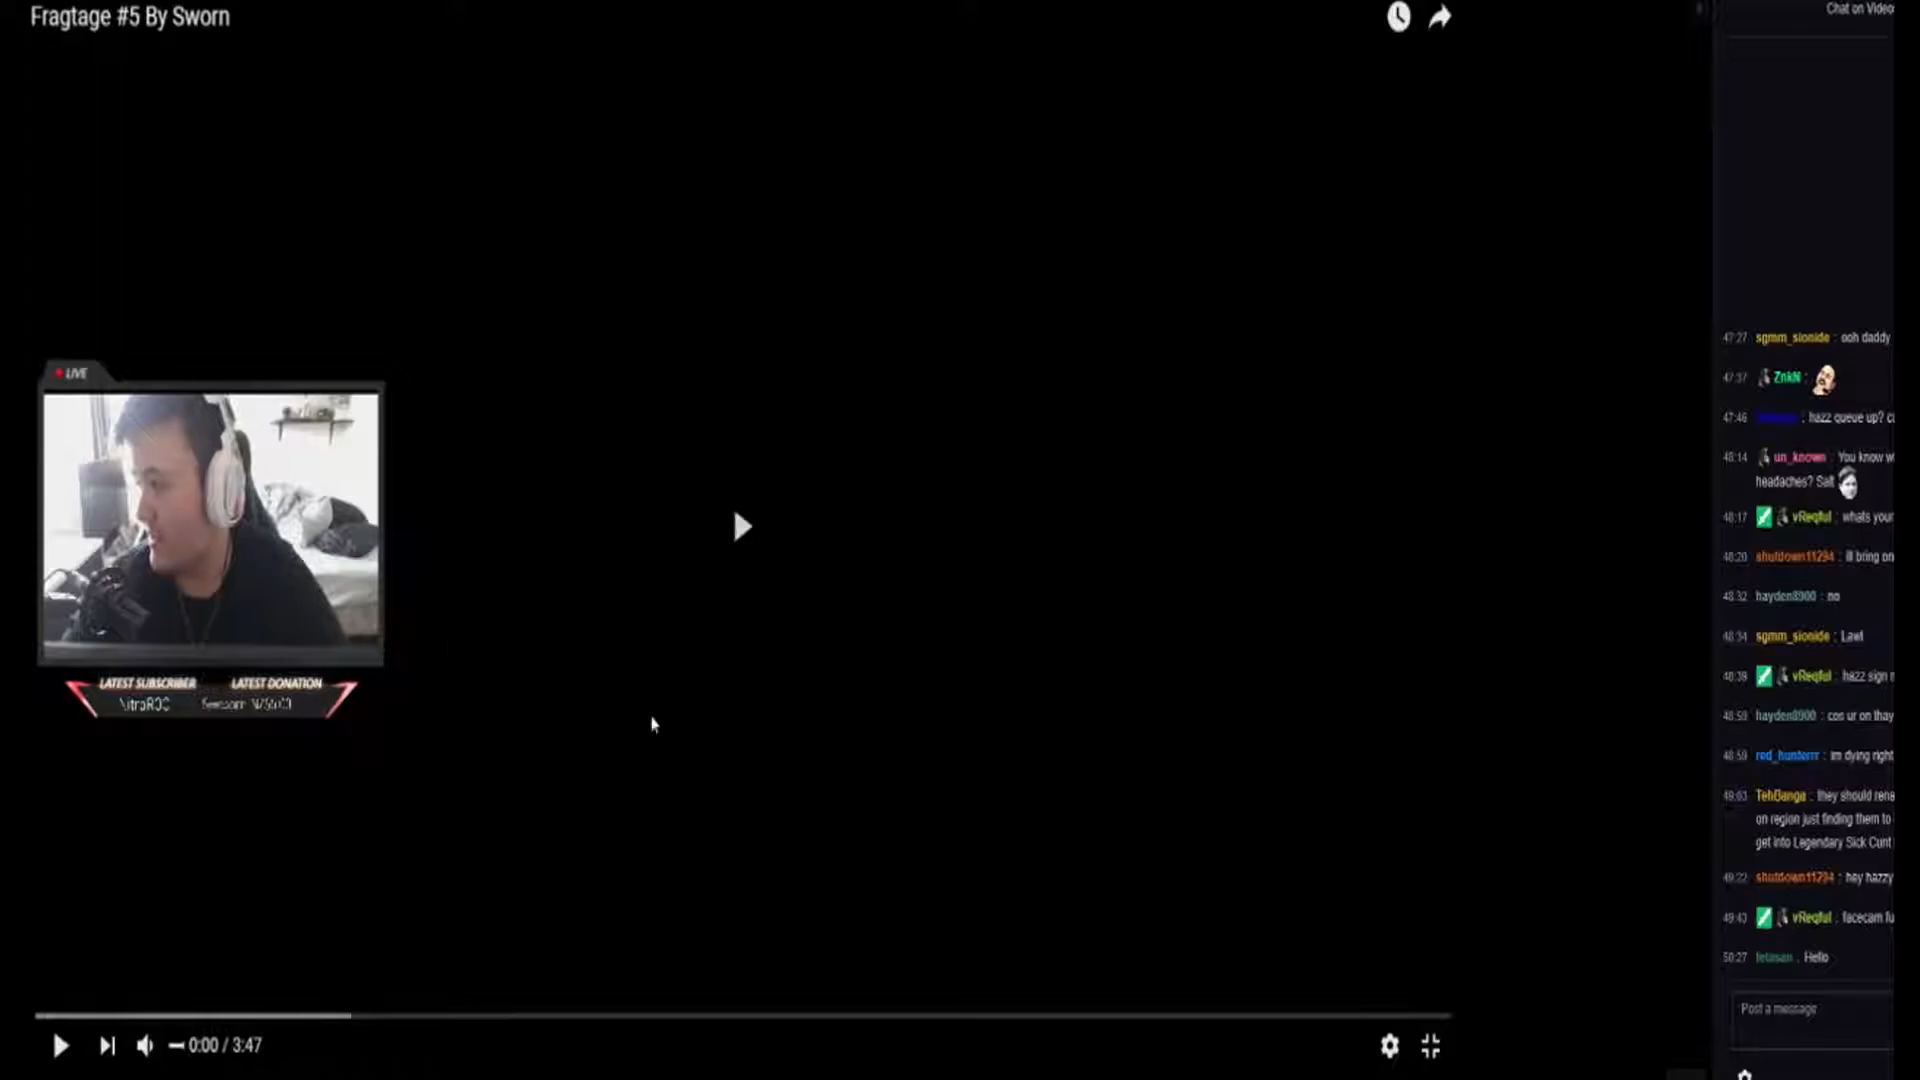 Fragtage #5 By Sworn
Chat on Videos
LIVE
LATEST SUBSCRIBER LATEST DONATION
NitroROC
47:27 sgmm_sionide : ooh daddy
47:37 ZnkN :
47:46 : hazz queue up?
48:14 un_known : You know
headaches? Salt
48:17 vReqful : whats your
48:20 shutdown11294 : ill bring on
48:32 hayden8900 : no
48:34 sgmm_sionide : Lawl
48:39 vReqful : hazz sign
48:50 hayden8900 : cos ur on thay
48:59 red_hunterrr : im dying right
49:03 TehBanga : they should rena
on region just finding them to
get into Legendary Sick Cunt
49:22 shutdown11294 : hey hazzy
49:43 vReqful : facecam fu
50:27 letasan : Hello
Post a message
0:00 / 3:47